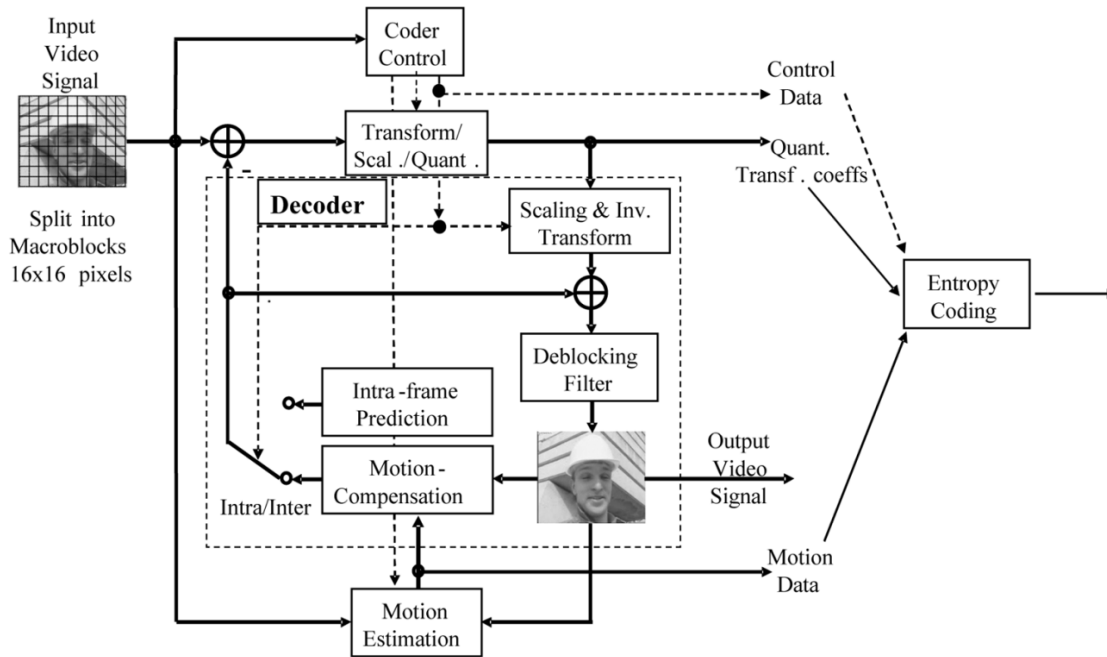 Input
Video
Signal
Coder
Control
Control
Data
Transform/
Scal ./Quant .
Quant.
Transf . coeffs
-
Decoder
Split into
Macroblocks
16x16 pixels
Scaling & Inv.
Transform
Entropy
Coding
Deblocking
Filter
Intra -frame
Prediction
Motion -
Compensation
Output
Video
Signal
Intra/Inter
Motion
Data
Motion
Estimation